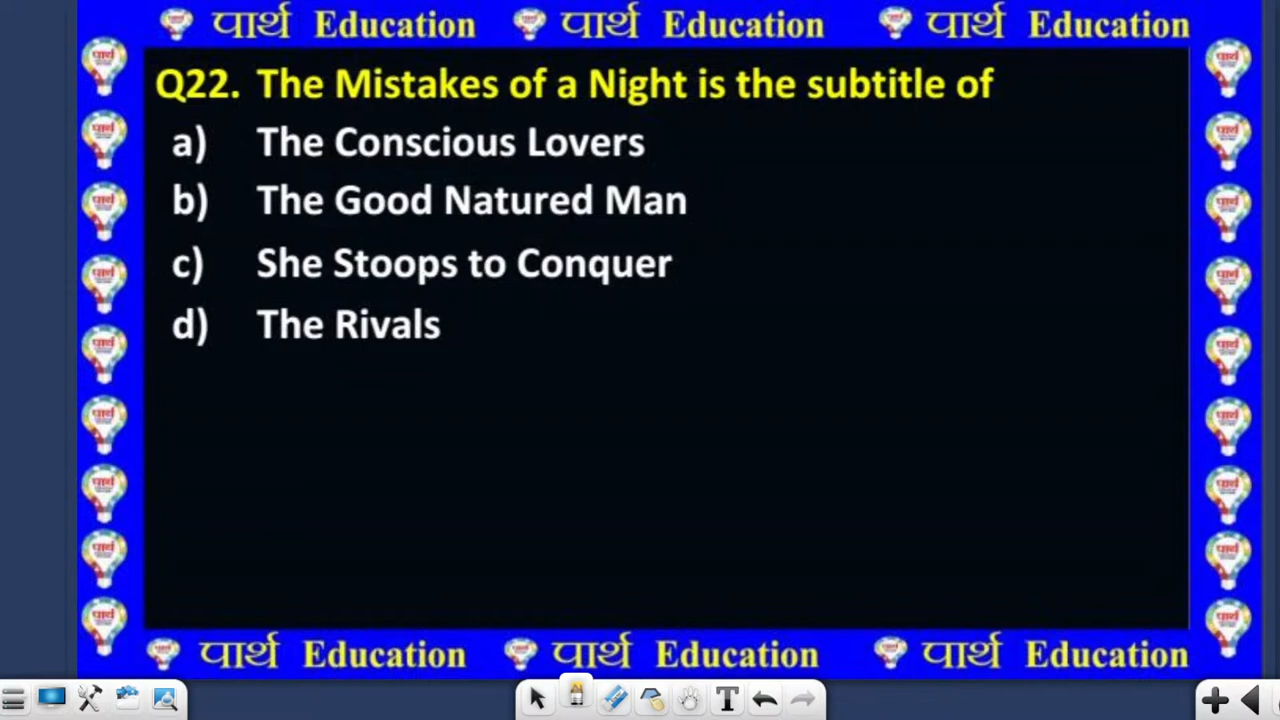 पार्थ Education पार्थ Education पार्थ Education
Q22. The Mistakes of a Night is the subtitle of
a) The Conscious Lovers
b) The Good Natured Man
c) She Stoops to Conquer
d) The Rivals
पार्थ Education पार्थ Education पार्थ Education